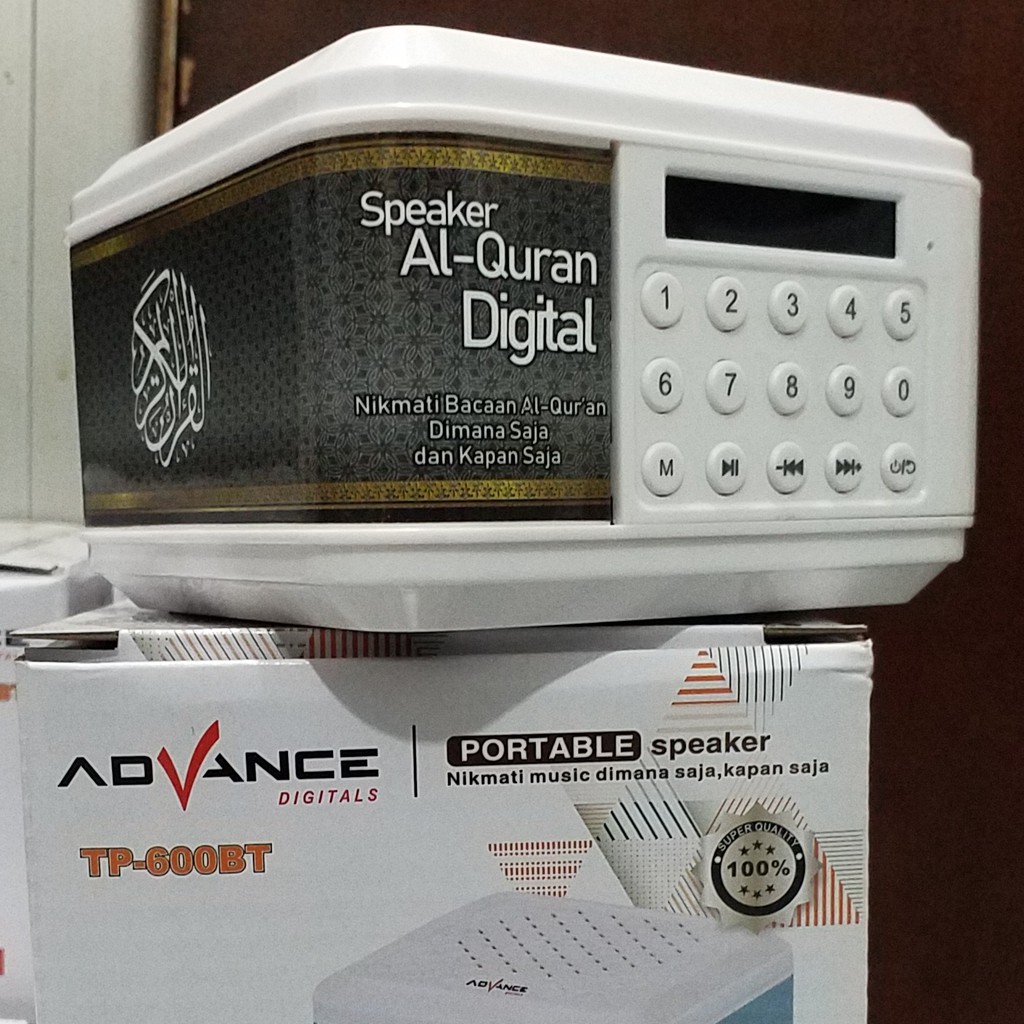 Speaker
Al-Quran
Digital
Nikmati Bacaan Al-Qur'an
Dimana Saja
dan Kapan Saja
القرآن الكريم
1 2 3 4 5
6 7 8 9 0
M
ADVANCE
DIGITALS
PORTABLE speaker
Nikmati music dimana saja,kapan saja
TP-600BT
SUPER QUALITY
100%
ADVANCE